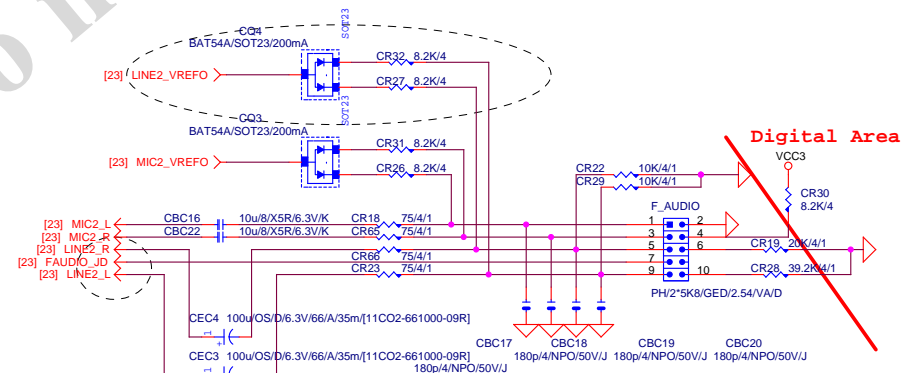 CQ4
BAT54A/SOT23/200mA
SOT23
[23] LINE2_VREFO
CR32 8.2K/4
CR27 8.2K/4
SOT23
CQ3
BAT54A/SOT23/200mA
[23] MIC2_VREFO
CR31 8.2K/4
CR26 8.2K/4
Digital Area
VCC3
CR22 10K/4/1
CR29 10K/4/1
CR30
8.2K/4
F_AUDIO
[23] MIC2_L CBC16 10u/8/X5R/6.3V/K CR18 75/4/1 1 2
[23] MIC2_R CBC22 10u/8/X5R/6.3V/K CR65 75/4/1 3 4
[23] LINE2_R 5 6 CR19 20K/4/1
[23] FAUDIO_JD CR66 75/4/1 7
[23] LINE2_L CR23 75/4/1 9 10 CR28 39.2K/4/1
PH/2*5K8/GED/2.54/VA/D
CEC4 100u/OS/D/6.3V/66/A/35m/[11CO2-661000-09R]
1
CBC17 CBC18 CBC19 CBC20
CEC3 100u/OS/D/6.3V/66/A/35m/[11CO2-661000-09R]
1
180p/4/NPO/50V/J 180p/4/NPO/50V/J 180p/4/NPO/50V/J
180p/4/NPO/50V/J